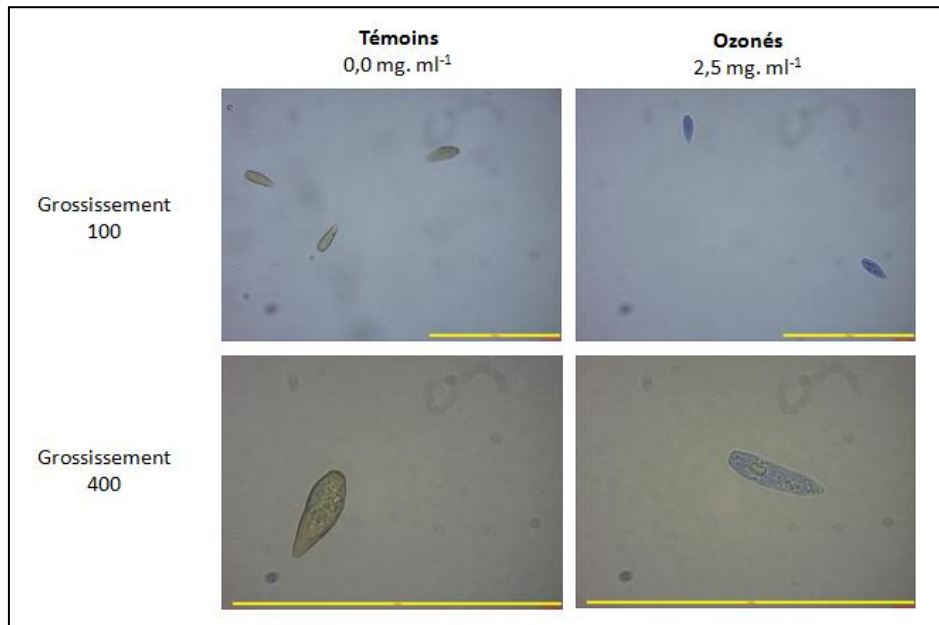 Témoins
0,0 mg. ml-1
Ozonés
2,5 mg. ml-1
Grossissement
100
Grossissement
400